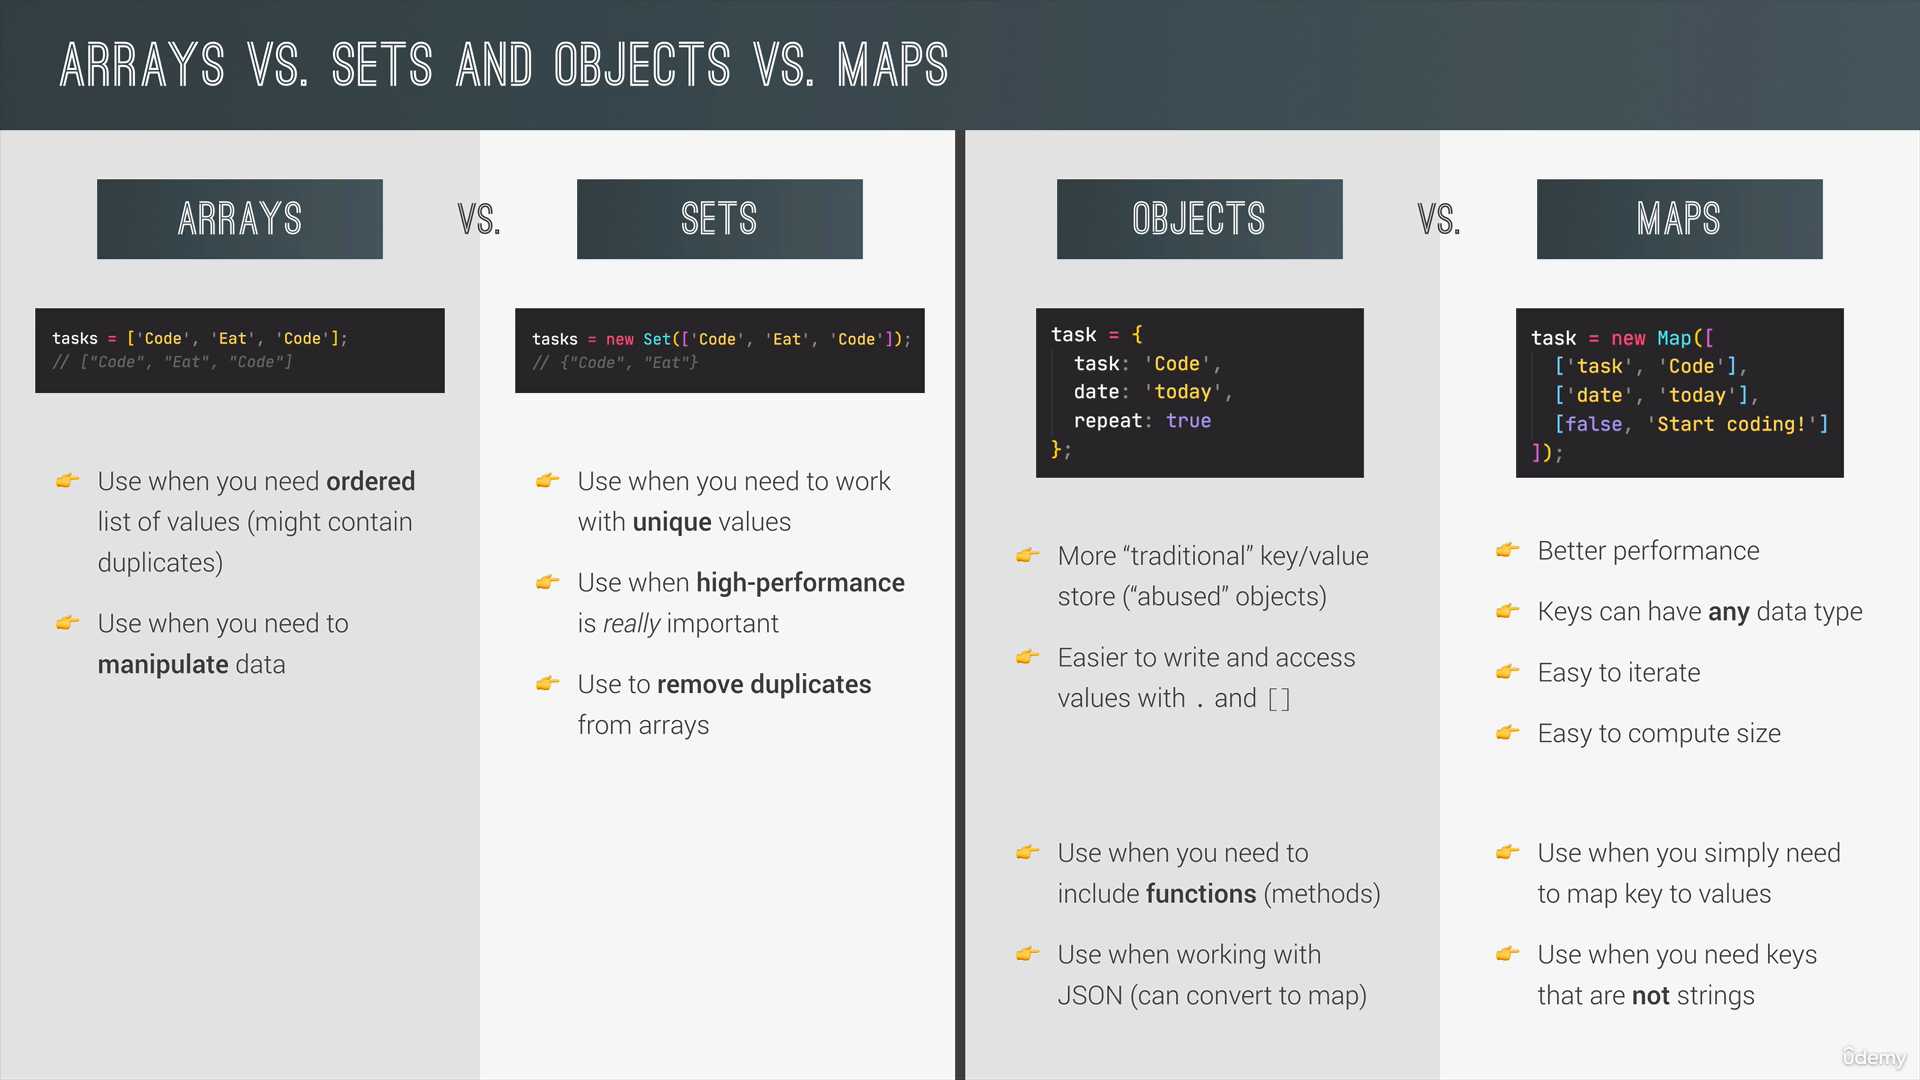 ARRAYS VS. SETS AND OBJECTS VS. MAPS
ARRAYS
VS.
SETS
tasks = ['Code', 'Eat', 'Code'];
// ["Code", "Eat", "Code"]
tasks = new Set(['Code', 'Eat', 'Code']);
// {"Code", "Eat"}
👉 Use when you need ordered
list of values (might contain
duplicates)
👉 Use when you need to
manipulate data
👉 Use when you need to work
with unique values
👉 Use when high-performance
is really important
👉 Use to remove duplicates
from arrays
OBJECTS
VS.
MAPS
task = {
  task: 'Code',
  date: 'today',
  repeat: true
};
task = new Map([
  ['task', 'Code'],
  ['date', 'today'],
  [false, 'Start coding!']
]);
👉 More “traditional” key/value
store (“abused” objects)
👉 Easier to write and access
values with . and []
👉 Use when you need to
include functions (methods)
👉 Use when working with
JSON (can convert to map)
👉 Better performance
👉 Keys can have any data type
👉 Easy to iterate
👉 Easy to compute size
👉 Use when you simply need
to map key to values
👉 Use when you need keys
that are not strings
ûdemy